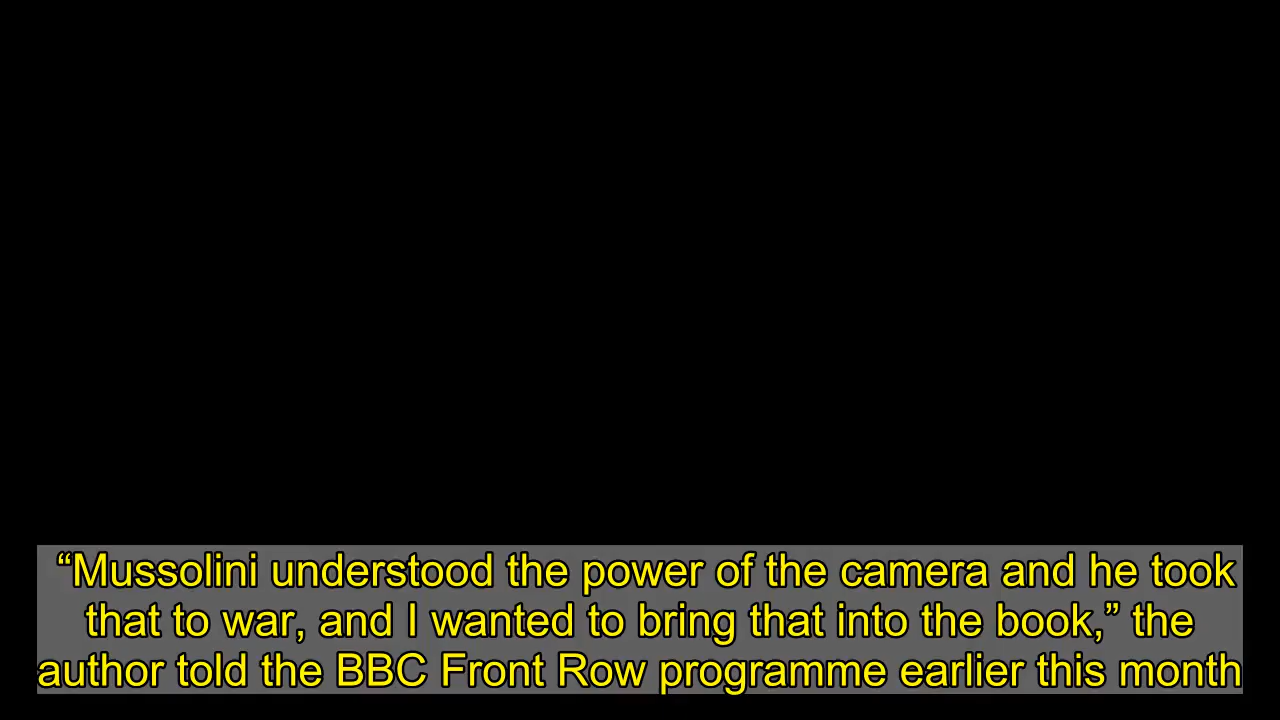 “Mussolini understood the power of the camera and he took
that to war, and I wanted to bring that into the book,” the
author told the BBC Front Row programme earlier this month